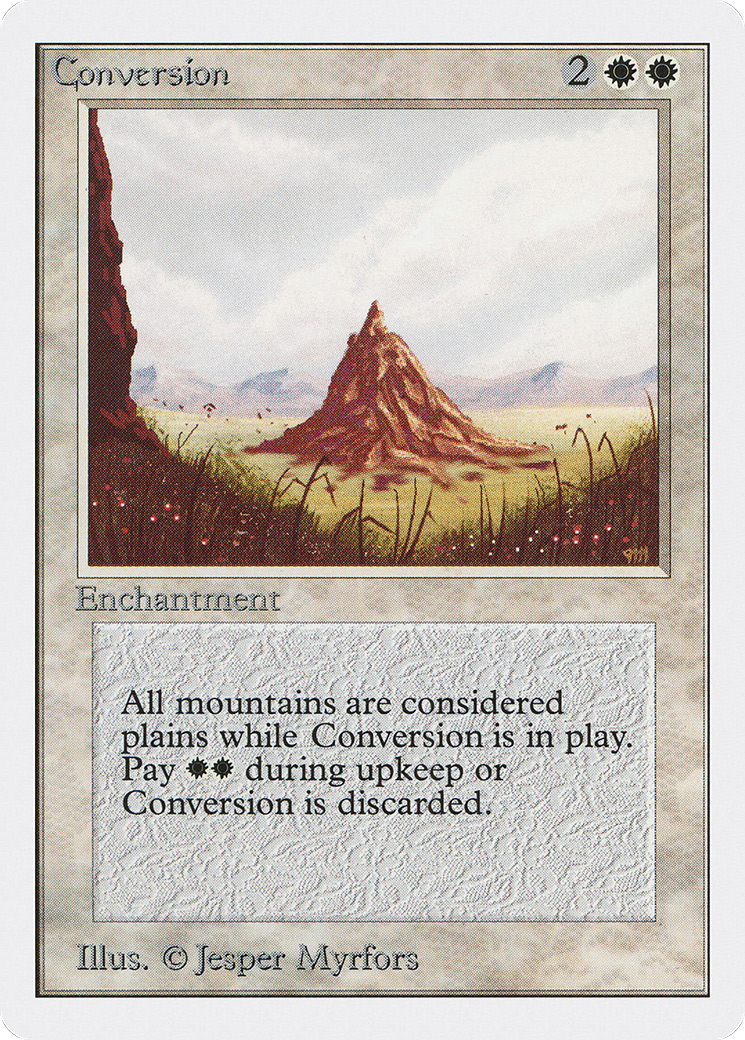 Conversion 2
Enchantment
All mountains are considered
plains while Conversion is in play.
Pay during upkeep or
Conversion is discarded.
Illus. © Jesper Myrfors